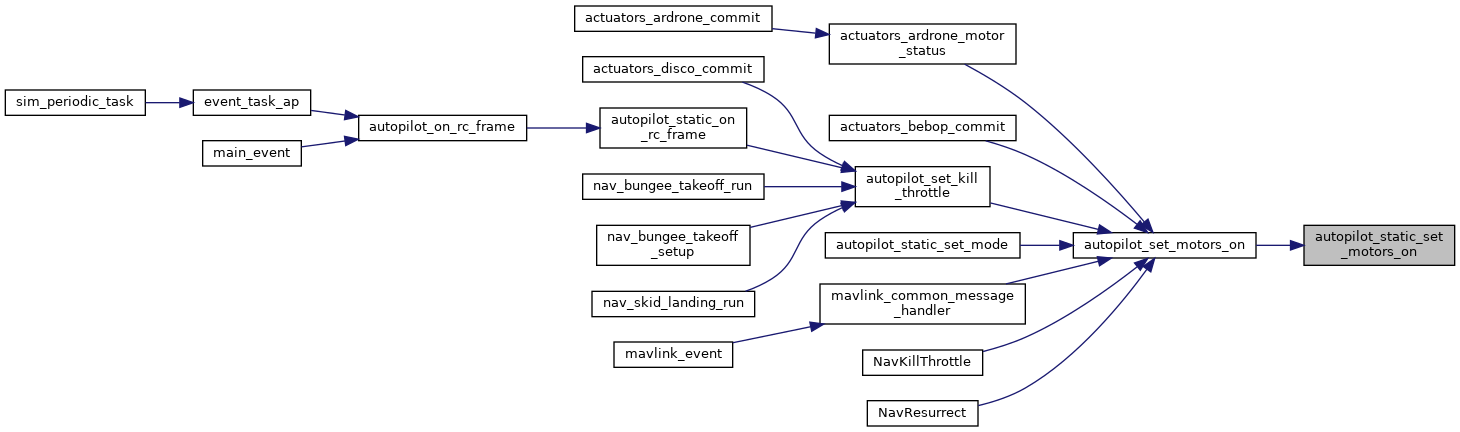 actuators_ardrone_commit
actuators_ardrone_motor
_status
actuators_disco_commit
sim_periodic_task
event_task_ap
autopilot_on_rc_frame
autopilot_static_on
_rc_frame
actuators_bebop_commit
main_event
nav_bungee_takeoff_run
autopilot_set_kill
_throttle
nav_bungee_takeoff
_setup
autopilot_static_set_mode
autopilot_set_motors_on
autopilot_static_set
_motors_on
nav_skid_landing_run
mavlink_common_message
_handler
mavlink_event
NavKillThrottle
NavResurrect